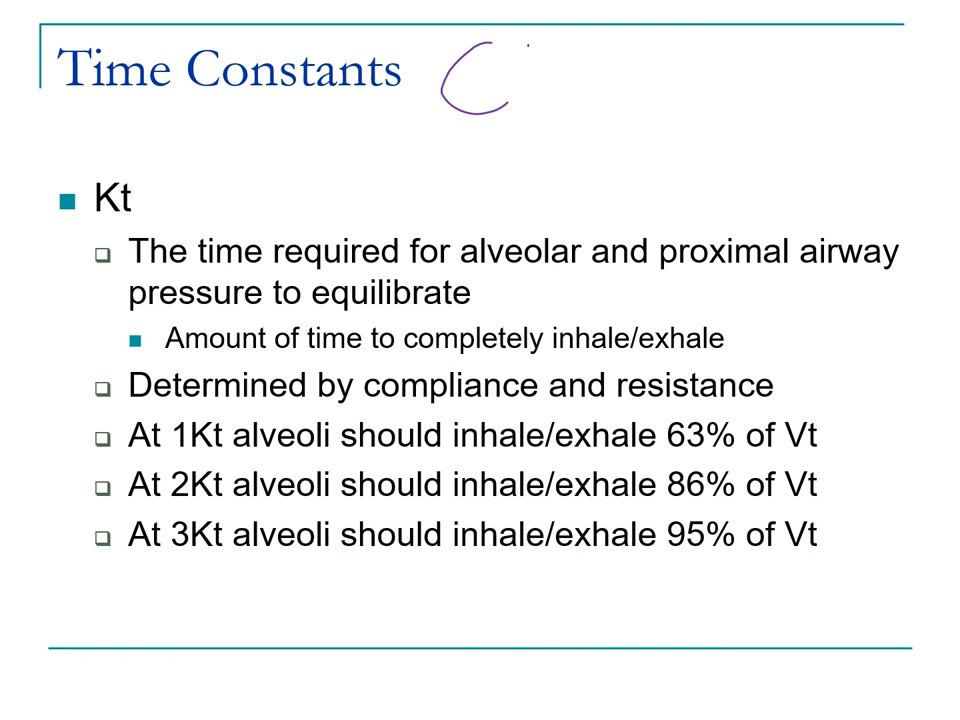 Time Constants C
Kt
The time required for alveolar and proximal airway
pressure to equilibrate
Amount of time to completely inhale/exhale
Determined by compliance and resistance
At 1Kt alveoli should inhale/exhale 63% of Vt
At 2Kt alveoli should inhale/exhale 86% of Vt
At 3Kt alveoli should inhale/exhale 95% of Vt